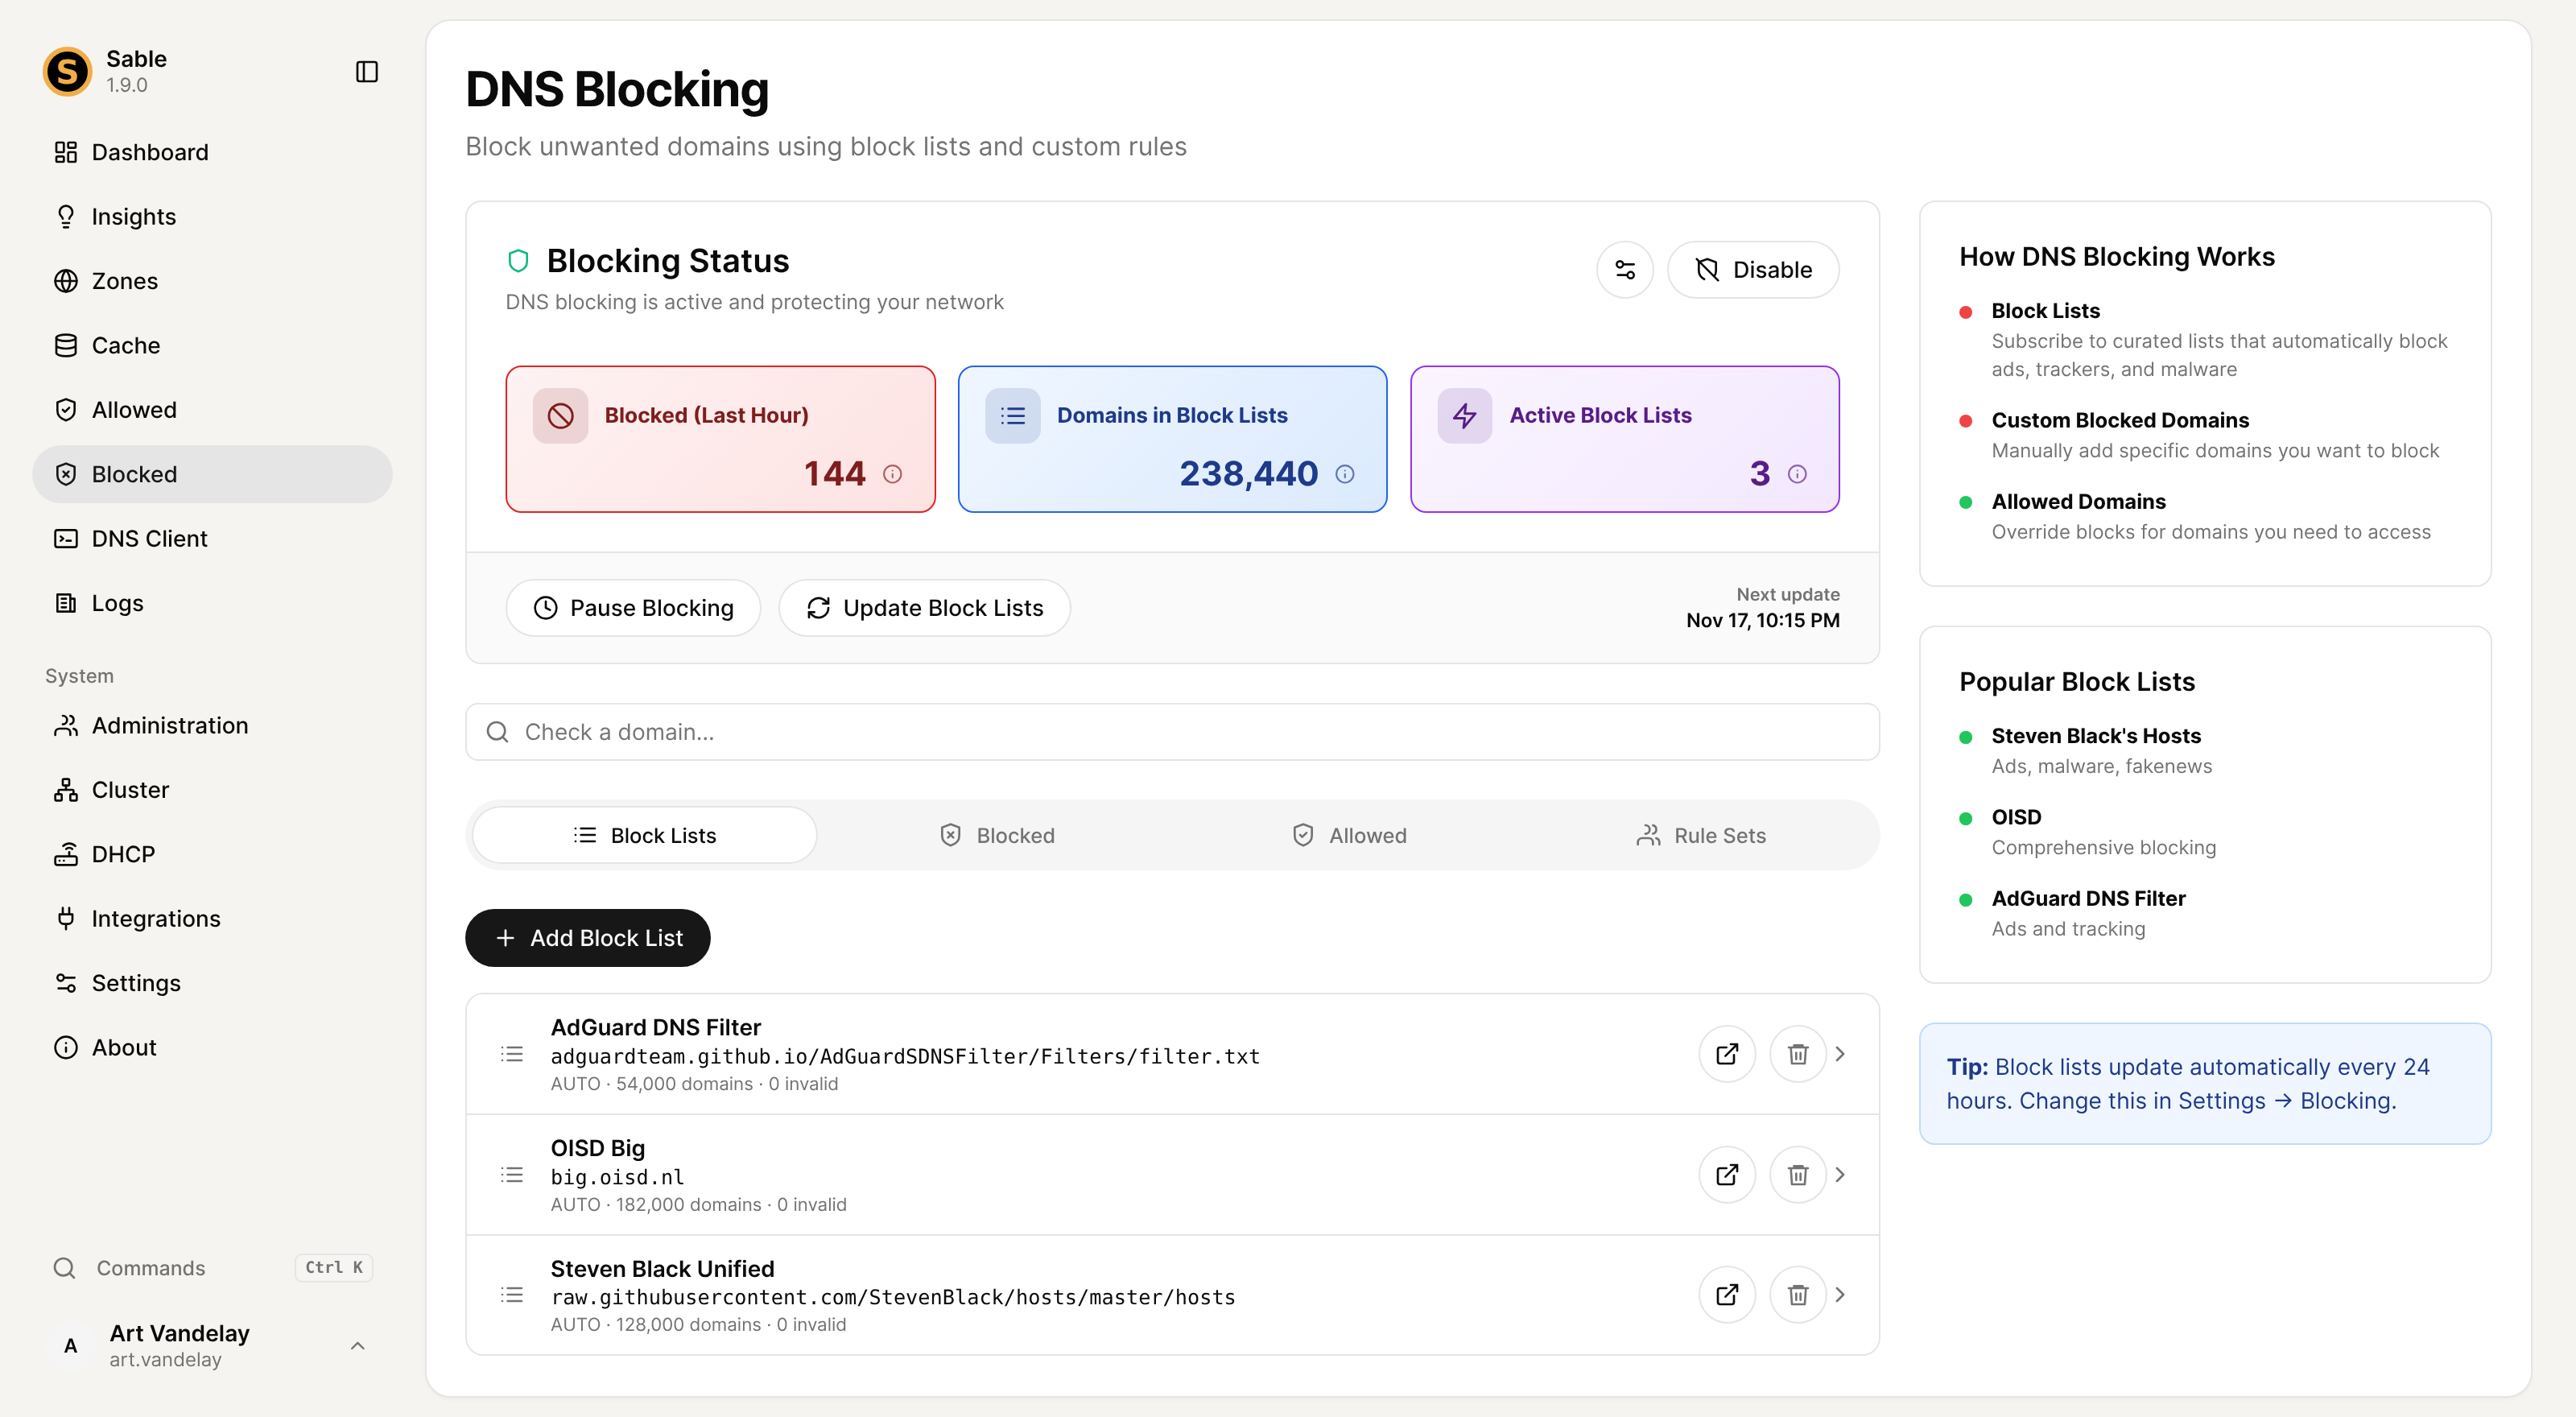 S
Sable
1.9.0
Dashboard
Insights
Zones
Cache
Allowed
Blocked
DNS Client
Logs
System
Administration
Cluster
DHCP
Integrations
Settings
About
Commands
Ctrl K
A
Art Vandelay
art.vandelay
DNS Blocking
Block unwanted domains using block lists and custom rules
Blocking Status
DNS blocking is active and protecting your network
Disable
Blocked (Last Hour)
144
Domains in Block Lists
238,440
Active Block Lists
3
Pause Blocking
Update Block Lists
Next update
Nov 17, 10:15 PM
Check a domain...
Block Lists
Blocked
Allowed
Rule Sets
Add Block List
AdGuard DNS Filter
adguardteam.github.io/AdGuardSDNSFilter/Filters/filter.txt
AUTO · 54,000 domains · 0 invalid
OISD Big
big.oisd.nl
AUTO · 182,000 domains · 0 invalid
Steven Black Unified
raw.githubusercontent.com/StevenBlack/hosts/master/hosts
AUTO · 128,000 domains · 0 invalid
How DNS Blocking Works
Block Lists
Subscribe to curated lists that automatically block
ads, trackers, and malware
Custom Blocked Domains
Manually add specific domains you want to block
Allowed Domains
Override blocks for domains you need to access
Popular Block Lists
Steven Black's Hosts
Ads, malware, fakenews
OISD
Comprehensive blocking
AdGuard DNS Filter
Ads and tracking
Tip: Block lists update automatically every 24
hours. Change this in Settings → Blocking.